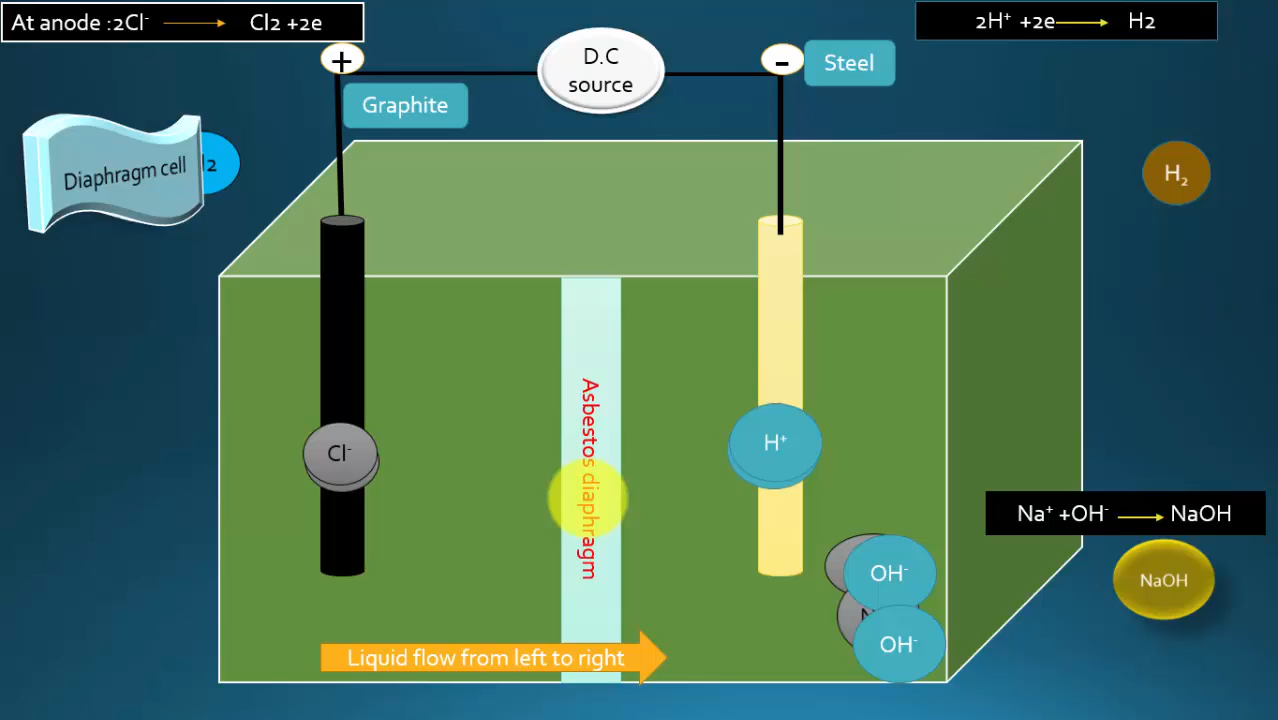 At anode :2Cl⁻ → Cl2 +2e
2H⁺ +2e → H2
+
D.C
source
-
Steel
Graphite
Diaphragm cell
l2
H₂
Asbestos diaphragm
Cl⁻
H⁺
Na⁺ +OH⁻ → NaOH
OH⁻
NaOH
OH⁻
Liquid flow from left to right